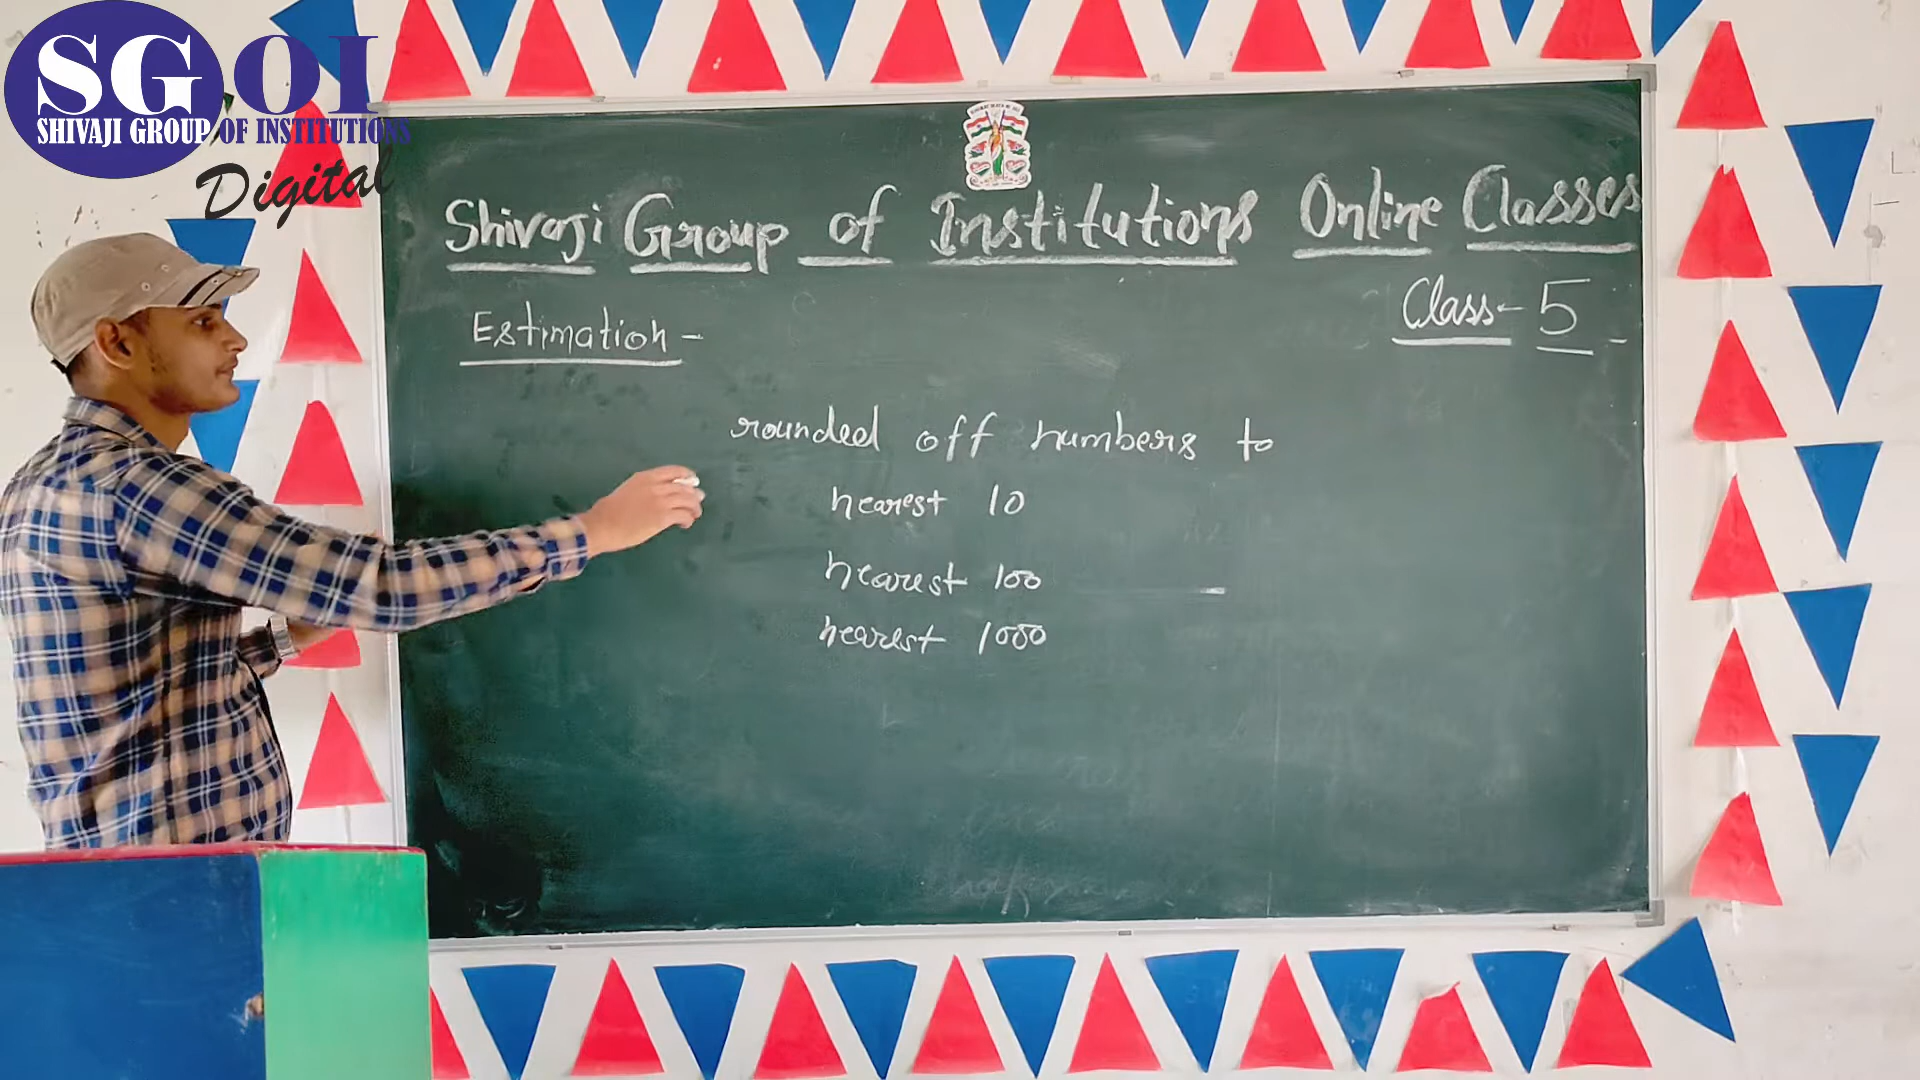 SGOI
SHIVAJI GROUP OF INSTITUTIONS
Digital
Shivaji Group of Institutions Online Classes
Class- 5
Estimation -
rounded off numbers to
nearest 10
nearest 100
nearest 1000